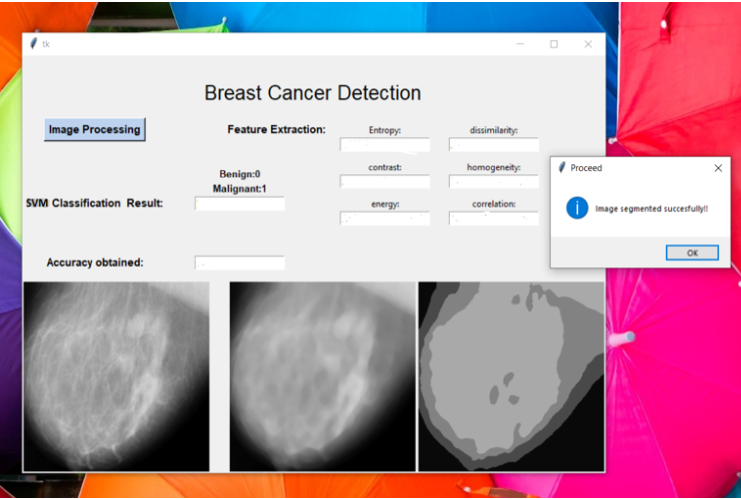 tk
Breast Cancer Detection
Image Processing
Feature Extraction:
Entropy:
dissimilarity:
contrast:
homogeneity:
energy:
correlation:
Benign:0
Malignant:1
SVM Classification Result:
Accuracy obtained:
Proceed
Image segmented succesfully!!
OK